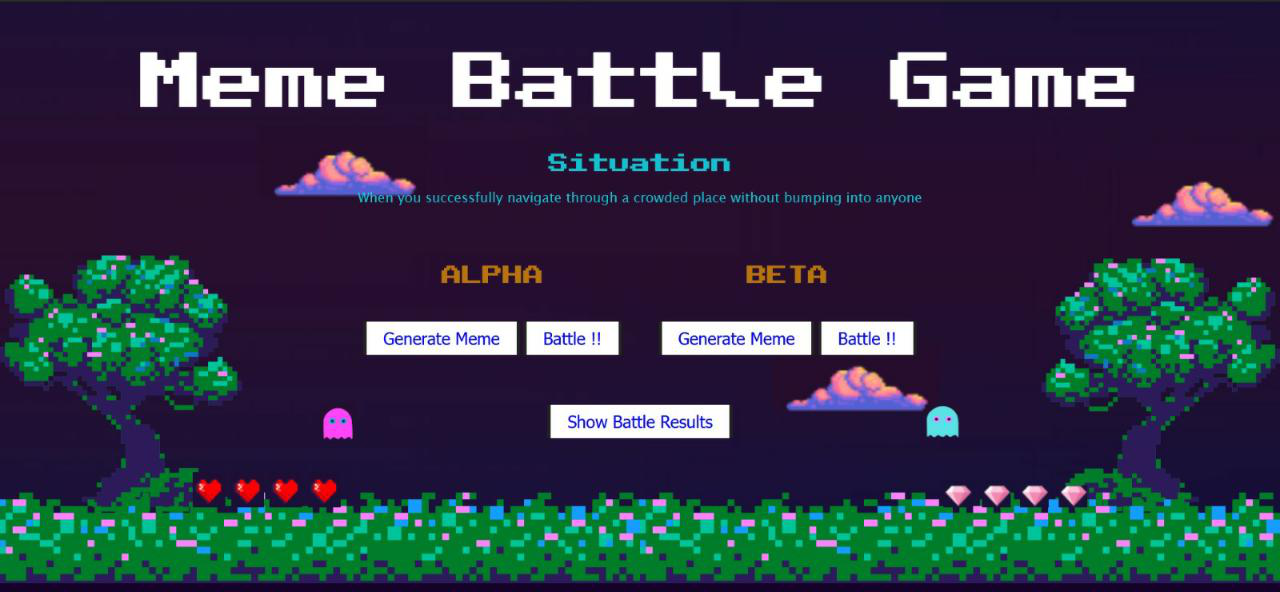 Meme Battle Game
Situation
When you successfully navigate through a crowded place without bumping into anyone
ALPHA BETA
Generate Meme Battle !! Generate Meme Battle !!
Show Battle Results